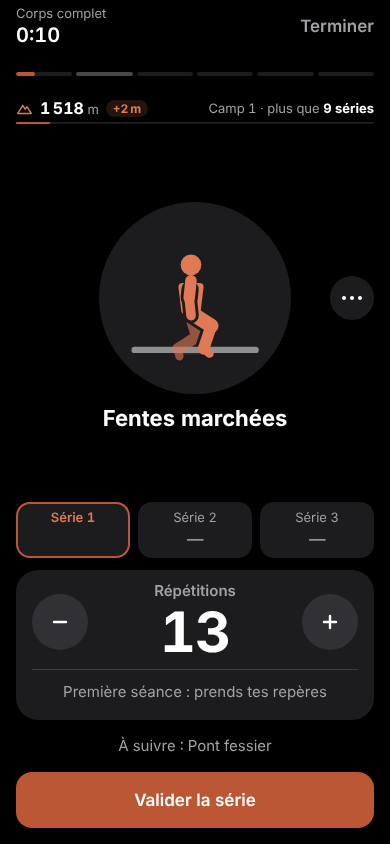 Corps complet
0:10
Terminer
1 518 m +2 m
Camp 1 · plus que 9 séries
Fentes marchées
Série 1
Série 2
Série 3
—
—
Répétitions
− 13 +
Première séance : prends tes repères
À suivre : Pont fessier
Valider la série